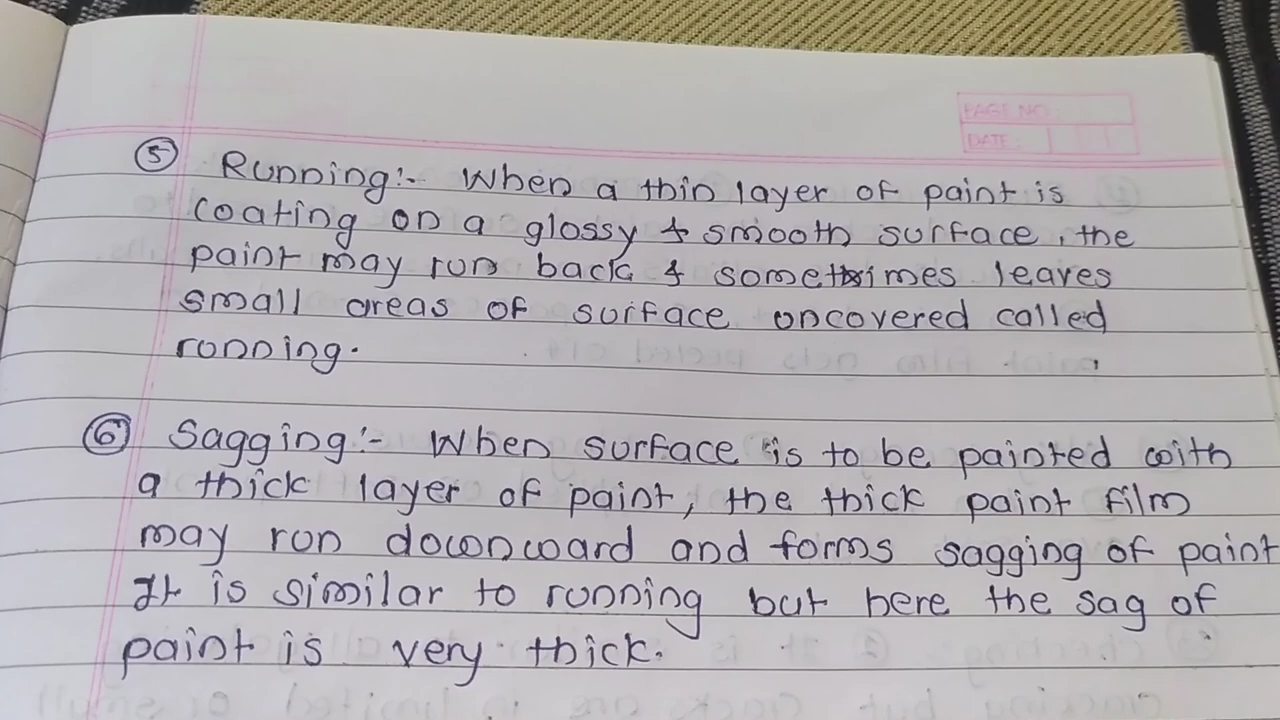 PAGE NO
DATE:
⑤ Running:- When a thin layer of paint is
coating on a glossy & smooth surface, the
paint may run back & sometimes leaves
small areas of surface uncovered called
running.
⑥ Sagging:- When surface is to be painted with
a thick layer of paint, the thick paint film
may run downward and forms sagging of paint
It is similar to running but here the sag of
paint is very thick.